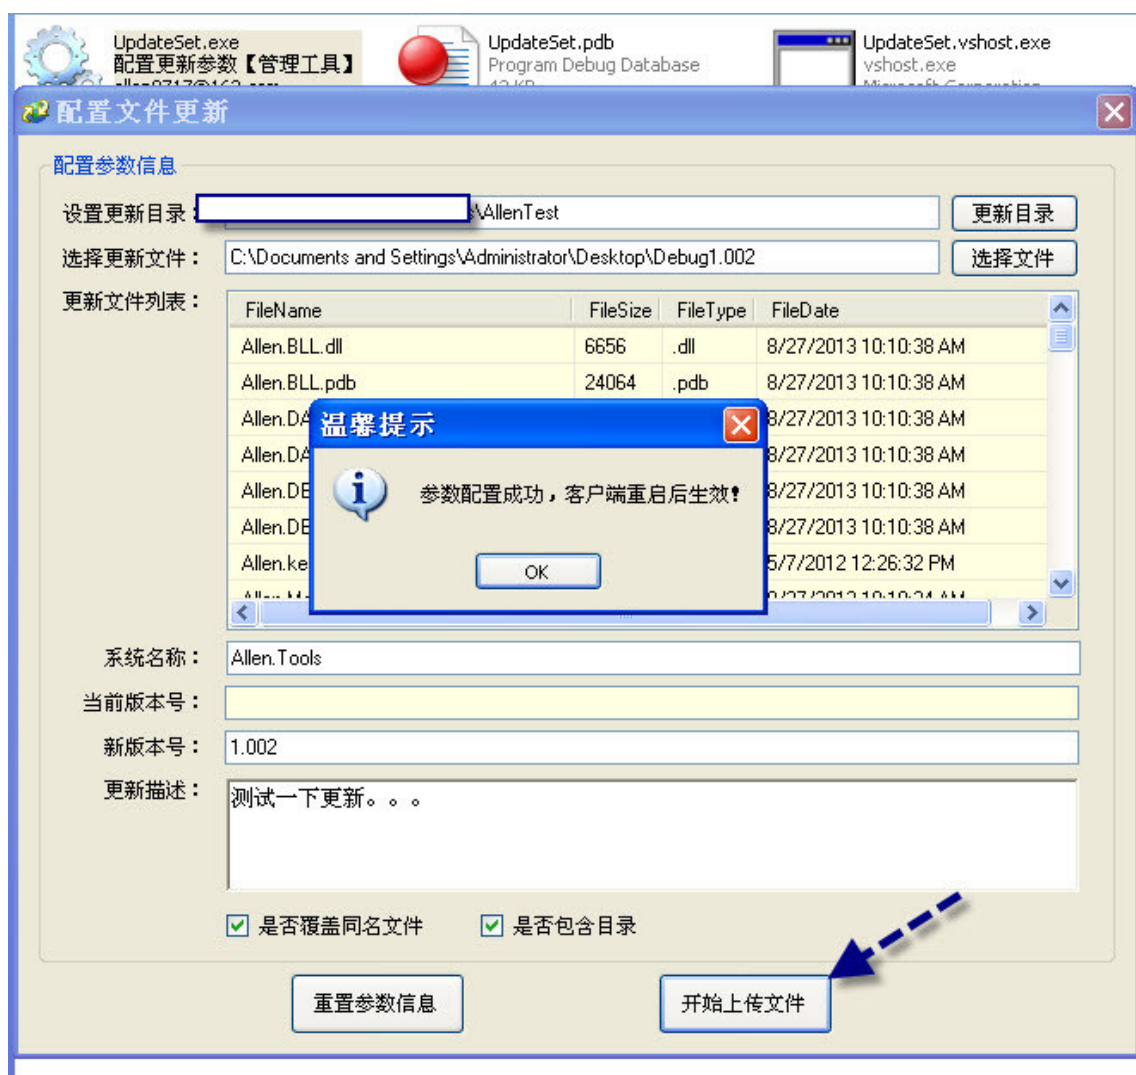 UpdateSet.exe
配置更新参数【管理工具】
UpdateSet.pdb
Program Debug Database
UpdateSet.vshost.exe
vshost.exe
配置文件更新
配置参数信息
设置更新目录：
s\AllenTest
更新目录
选择更新文件：
C:\Documents and Settings\Administrator\Desktop\Debug1.002
选择文件
更新文件列表：
FileName FileSize FileType FileDate
Allen.BLL.dll 6656 .dll 8/27/2013 10:10:38 AM
Allen.BLL.pdb 24064 .pdb 8/27/2013 10:10:38 AM
Allen.DA 8/27/2013 10:10:38 AM
Allen.DA 8/27/2013 10:10:38 AM
Allen.DE 8/27/2013 10:10:38 AM
Allen.DE 8/27/2013 10:10:38 AM
Allen.ke 5/7/2012 12:26:32 PM
温馨提示
参数配置成功，客户端重启后生效！
OK
系统名称：
Allen.Tools
当前版本号：
新版本号：
1.002
更新描述：
测试一下更新。。。
是否覆盖同名文件
是否包含目录
重置参数信息
开始上传文件